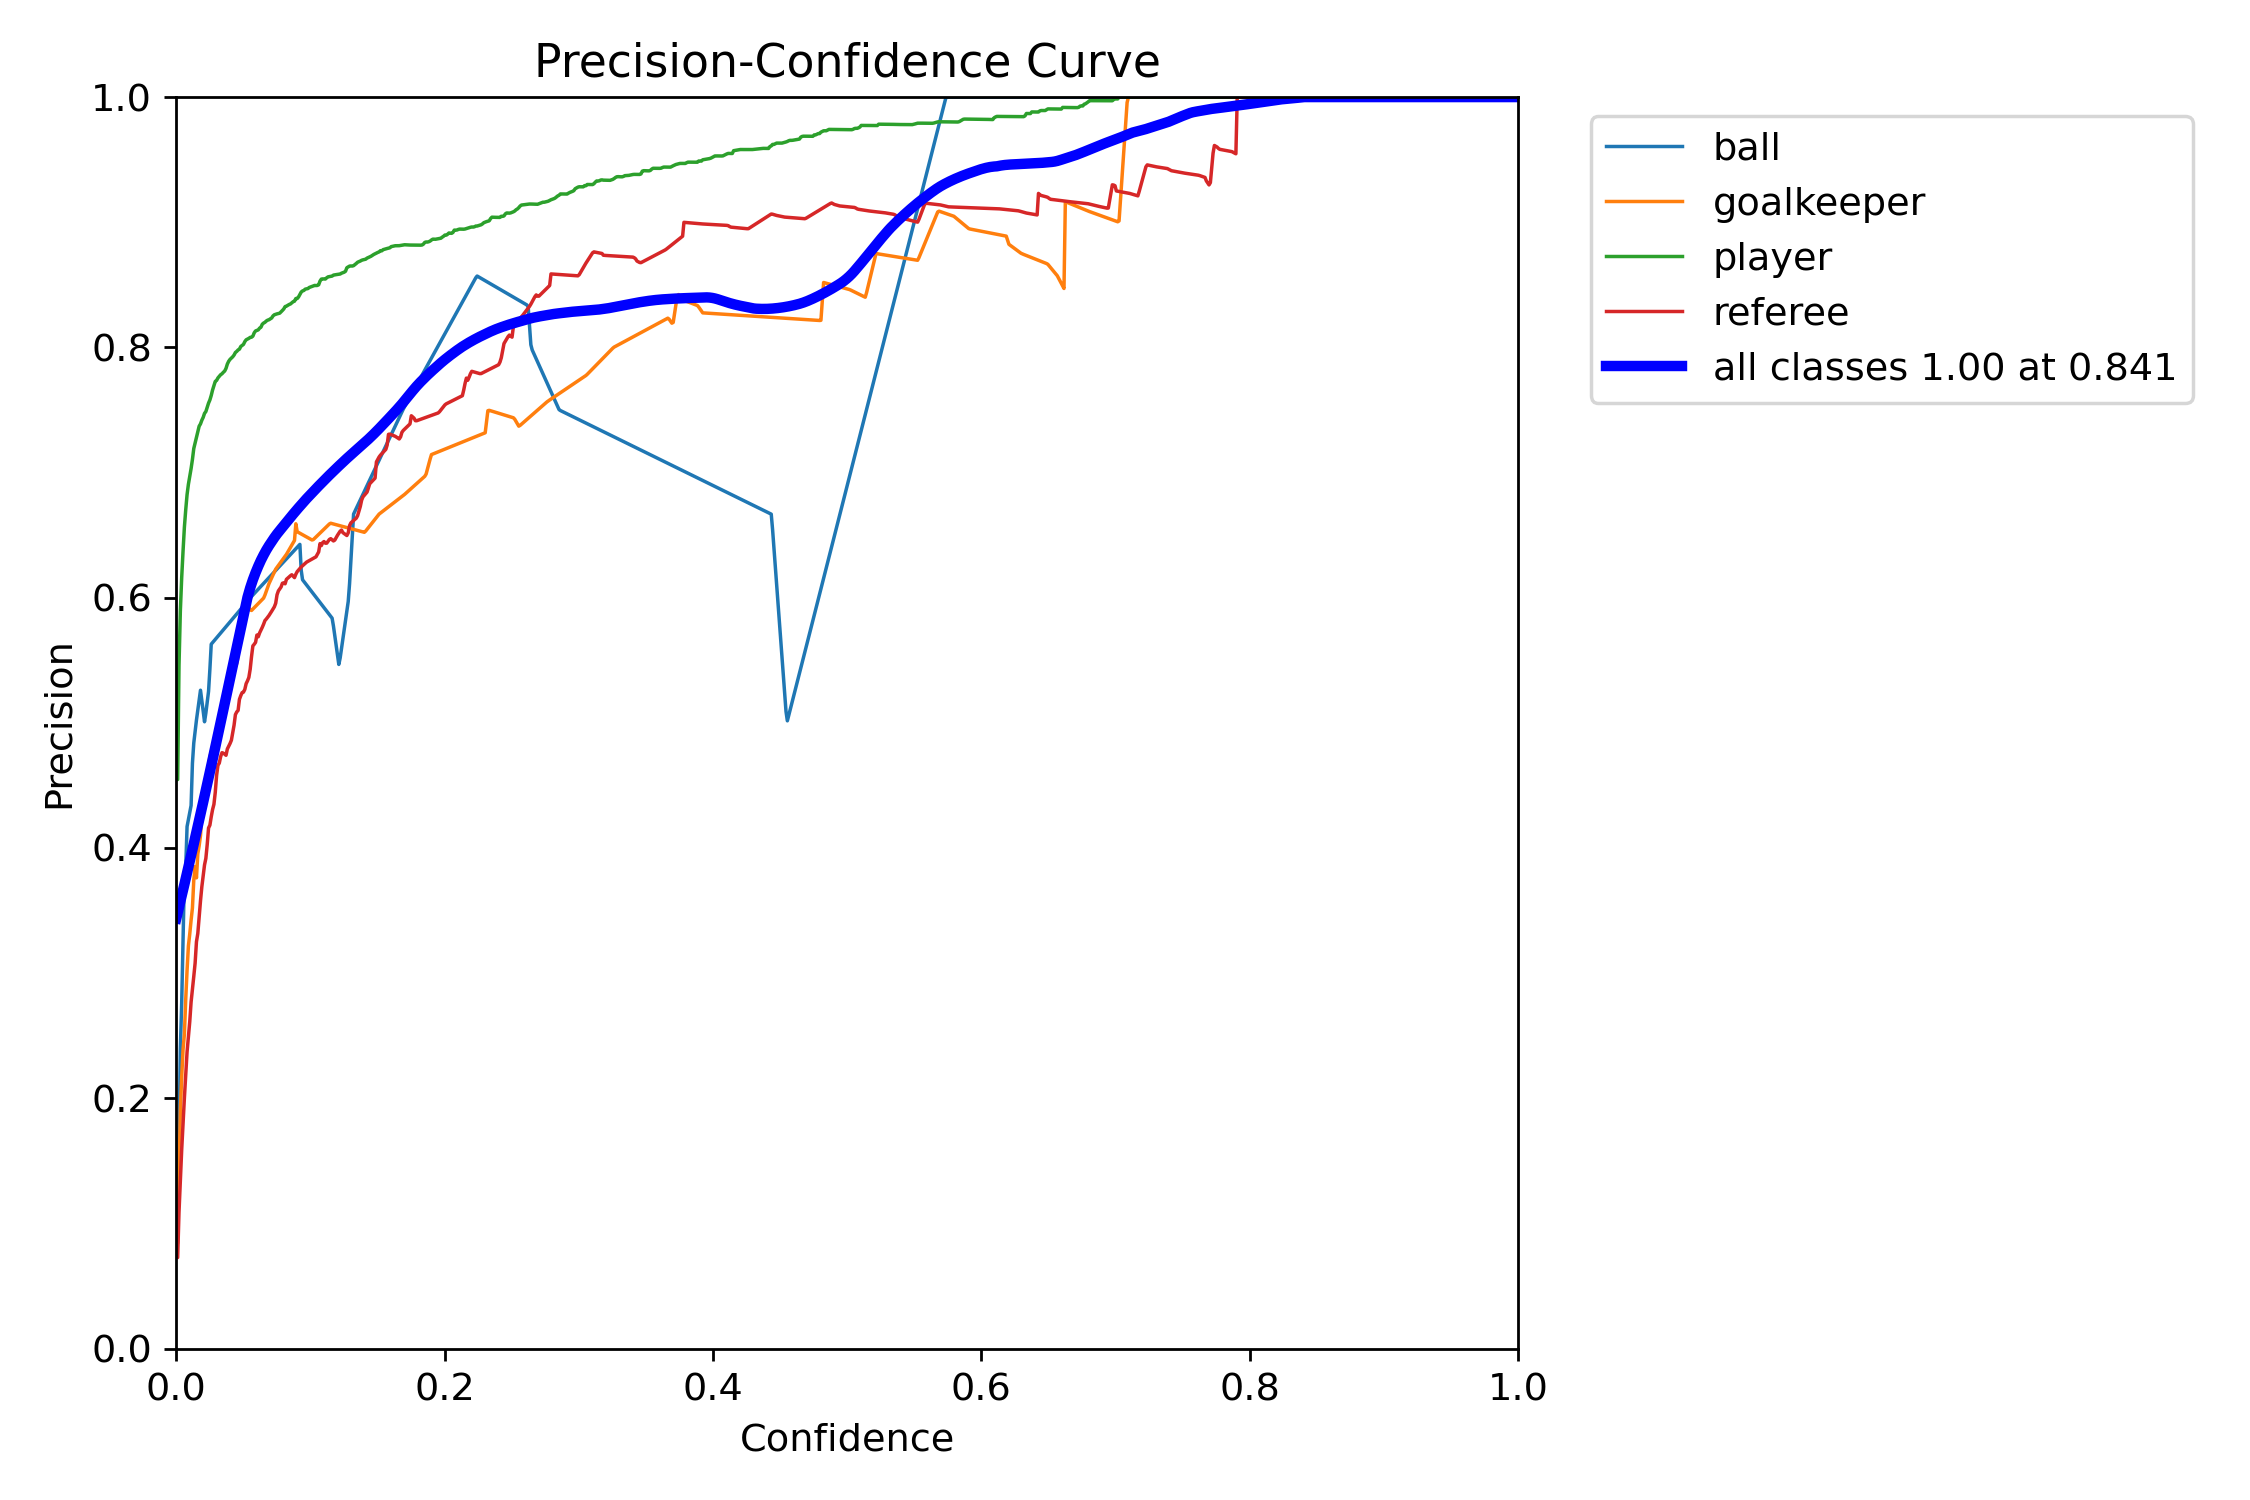 Precision-Confidence Curve
1.0
0.8
0.6
0.4
0.2
0.0
Precision
0.0 0.2 0.4 0.6 0.8 1.0
Confidence
ball
goalkeeper
player
referee
all classes 1.00 at 0.841